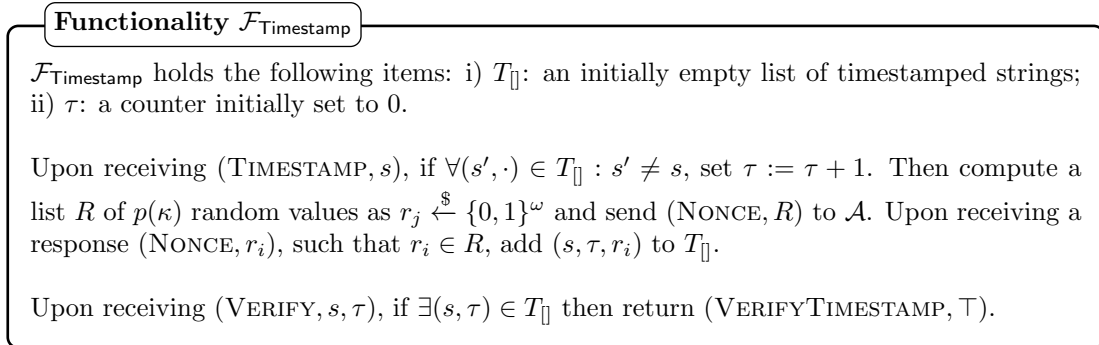 Functionality $\mathcal{F}_{\mathsf{Timestamp}}$
$\mathcal{F}_{\mathsf{Timestamp}}$ holds the following items: i) $T_{[]}$: an initially empty list of timestamped strings;
ii) $\tau$: a counter initially set to 0.
Upon receiving (TIMESTAMP, $s$), if $\forall(s', \cdot) \in T_{[]} : s' \neq s$, set $\tau := \tau + 1$. Then compute a
list $R$ of $p(\kappa)$ random values as $r_j \xleftarrow{\$} \{0, 1\}^{\omega}$ and send (NONCE, $R$) to $\mathcal{A}$. Upon receiving a
response (NONCE, $r_i$), such that $r_i \in R$, add $(s, \tau, r_i)$ to $T_{[]}$.
Upon receiving (VERIFY, $s, \tau$), if $\exists(s, \tau) \in T_{[]}$ then return (VERIFYTIMESTAMP, $\top$).